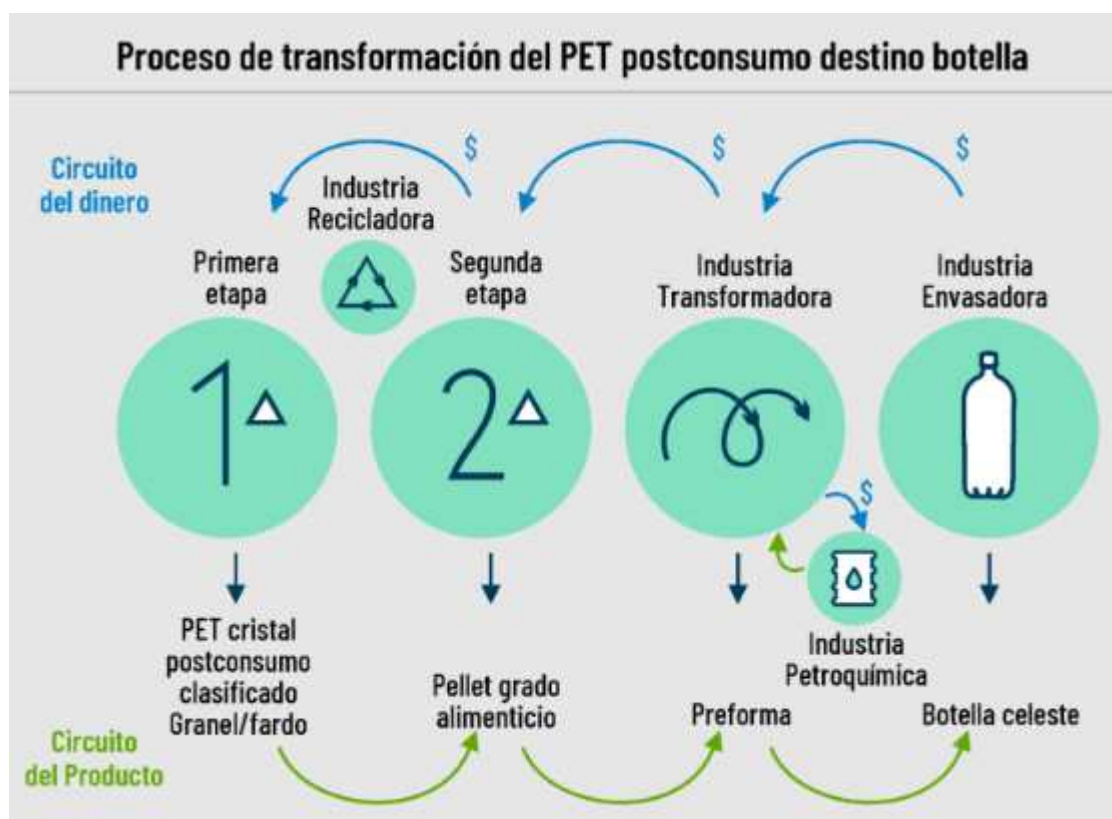 Proceso de transformación del PET postconsumo destino botella
Circuito
del dinero
$
$
$
Industria
Recicladora
Primera
etapa
Segunda
etapa
Industria
Transformadora
Industria
Envasadora
1
2
$
PET cristal
postconsumo
clasificado
Granel/fardo
Pellet grado
alimenticio
Preforma
Industria
Petroquímica
Botella celeste
Circuito
del Producto